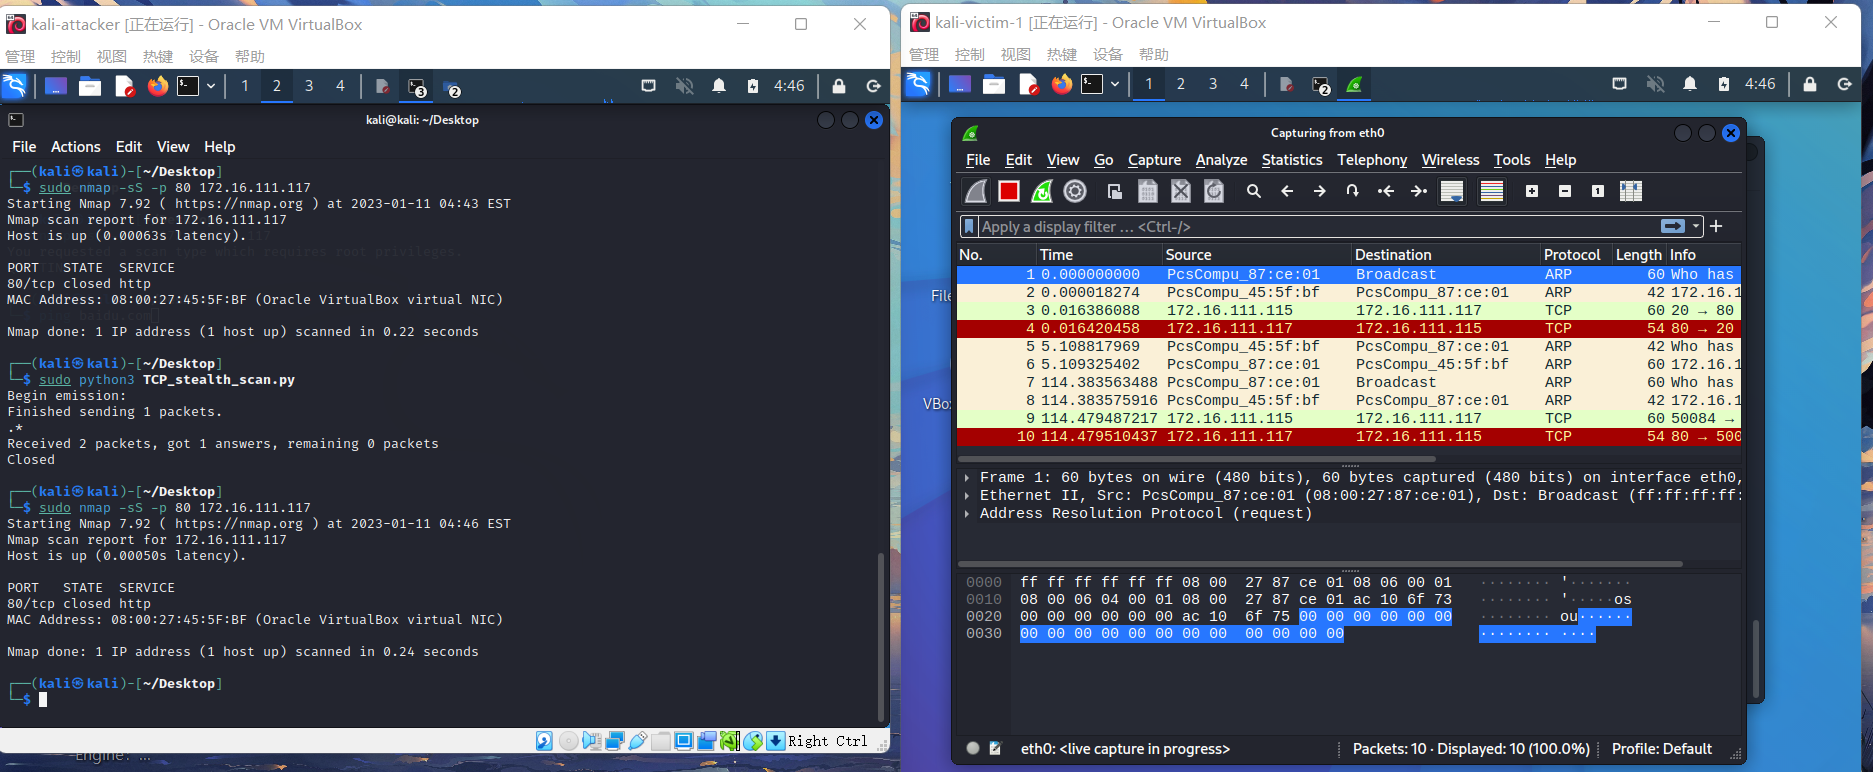 kali-attacker [正在运行] - Oracle VM VirtualBox
管理 控制 视图 热键 设备 帮助
1 2 3 4 3 2 4:46
kali@kali: ~/Desktop
File Actions Edit View Help
┌──(kali㉿kali)-[~/Desktop]
└─$ sudo nmap -sS -p 80 172.16.111.117
Starting Nmap 7.92 ( https://nmap.org ) at 2023-01-11 04:43 EST
Nmap scan report for 172.16.111.117
Host is up (0.00063s latency).
You requested a scan type which requires root privileges.
PORT   STATE  SERVICE
80/tcp closed http
MAC Address: 08:00:27:45:5F:BF (Oracle VirtualBox virtual NIC)
Nmap done: 1 IP address (1 host up) scanned in 0.22 seconds
┌──(kali㉿kali)-[~/Desktop]
└─$ sudo python3 TCP_stealth_scan.py
Begin emission:
Finished sending 1 packets.
.*
Received 2 packets, got 1 answers, remaining 0 packets
Closed
┌──(kali㉿kali)-[~/Desktop]
└─$ sudo nmap -sS -p 80 172.16.111.117
Starting Nmap 7.92 ( https://nmap.org ) at 2023-01-11 04:46 EST
Nmap scan report for 172.16.111.117
Host is up (0.00050s latency).
PORT   STATE  SERVICE
80/tcp closed http
MAC Address: 08:00:27:45:5F:BF (Oracle VirtualBox virtual NIC)
Nmap done: 1 IP address (1 host up) scanned in 0.24 seconds
┌──(kali㉿kali)-[~/Desktop]
└─$
Right Ctrl
-Engine. ...
kali-victim-1 [正在运行] - Oracle VM VirtualBox
管理 控制 视图 热键 设备 帮助
1 2 3 4 2 4:46
File
VBo
Capturing from eth0
File Edit View Go Capture Analyze Statistics Telephony Wireless Tools Help
Apply a display filter ... <Ctrl-/>
No. Time Source Destination Protocol Length Info
1 0.000000000 PcsCompu_87:ce:01 Broadcast ARP 60 Who has
2 0.000018274 PcsCompu_45:5f:bf PcsCompu_87:ce:01 ARP 42 172.16.1
3 0.016386088 172.16.111.115 172.16.111.117 TCP 60 20 → 80
4 0.016420458 172.16.111.117 172.16.111.115 TCP 54 80 → 20
5 5.108817969 PcsCompu_45:5f:bf PcsCompu_87:ce:01 ARP 42 Who has
6 5.109325402 PcsCompu_87:ce:01 PcsCompu_45:5f:bf ARP 60 172.16.1
7 114.383563488 PcsCompu_87:ce:01 Broadcast ARP 60 Who has
8 114.383575916 PcsCompu_45:5f:bf PcsCompu_87:ce:01 ARP 42 172.16.1
9 114.479487217 172.16.111.115 172.16.111.117 TCP 60 50084 →
10 114.479510437 172.16.111.117 172.16.111.115 TCP 54 80 → 500
Frame 1: 60 bytes on wire (480 bits), 60 bytes captured (480 bits) on interface eth0,
Ethernet II, Src: PcsCompu_87:ce:01 (08:00:27:87:ce:01), Dst: Broadcast (ff:ff:ff:ff:
Address Resolution Protocol (request)
0000 ff ff ff ff ff ff 08 00 27 87 ce 01 08 06 00 01 ········ '·······
0010 08 00 06 04 00 01 08 00 27 87 ce 01 ac 10 6f 73 ········ '·····os
0020 00 00 00 00 00 00 ac 10 6f 75 00 00 00 00 00 00 ········ ou······
0030 00 00 00 00 00 00 00 00 00 00 00 00 ········ ····
eth0: <live capture in progress> Packets: 10 · Displayed: 10 (100.0%) Profile: Default